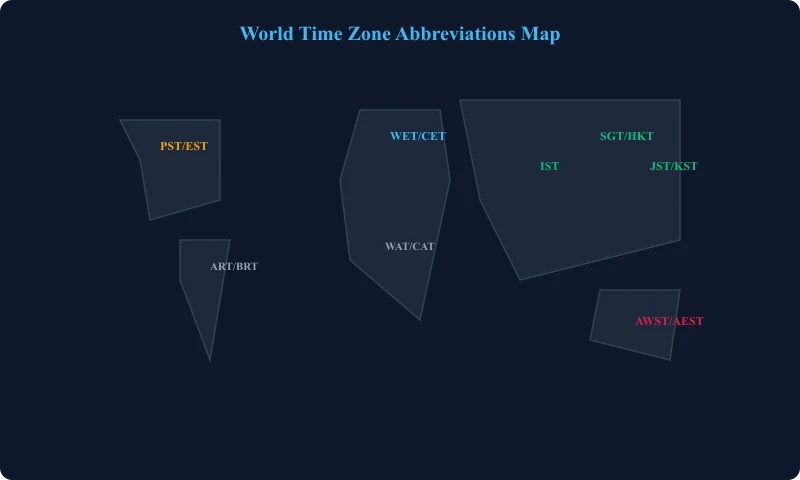 World Time Zone Abbreviations Map
PST/EST
WET/CET
SGT/HKT
IST
JST/KST
WAT/CAT
ART/BRT
AWST/AEST